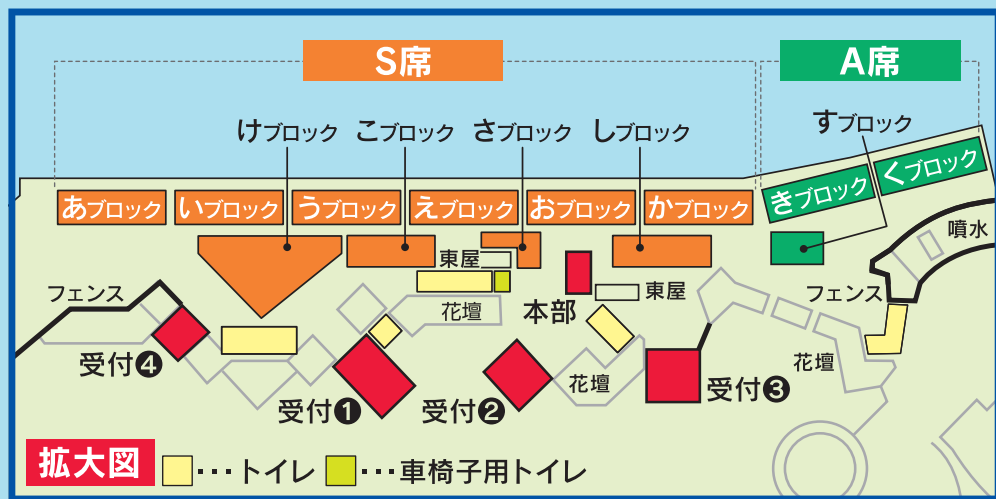 S席
A席
けブロック
こブロック
さブロック
しブロック
すブロック
あブロック
いブロック
うブロック
えブロック
おブロック
かブロック
きブロック
くブロック
噴水
東屋
東屋
フェンス
花壇
本部
フェンス
受付❹
花壇
花壇
受付❶
受付❷
受付❸
拡大図
･･･トイレ
･･･車椅子用トイレ